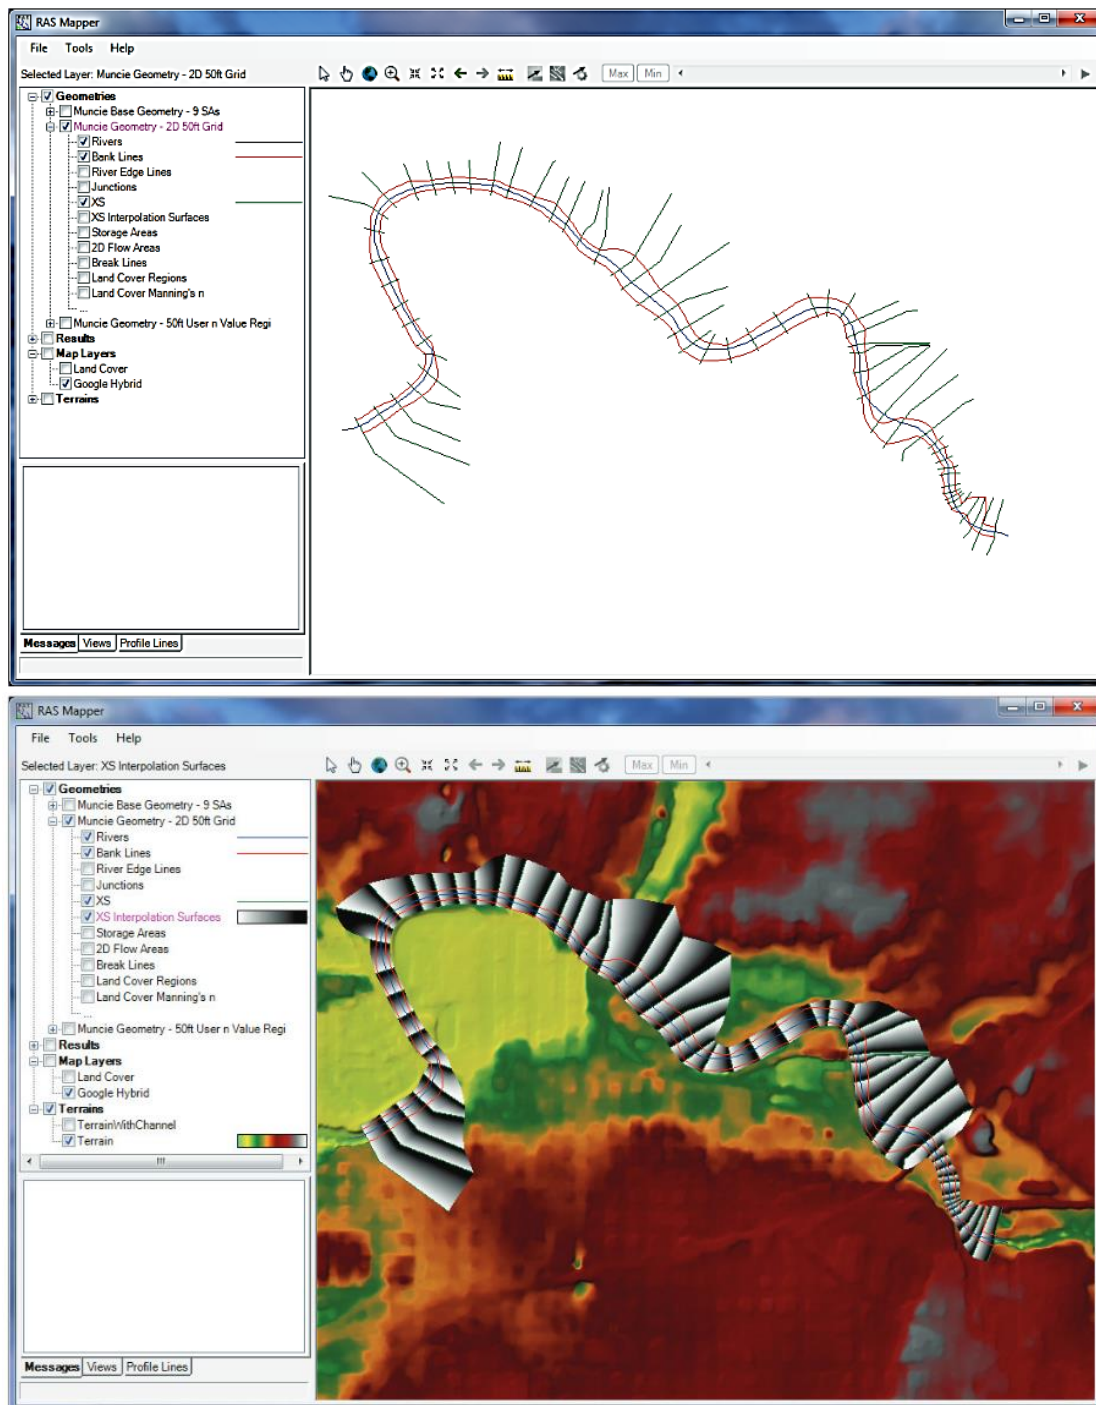 RAS Mapper
File Tools Help
Selected Layer: Muncie Geometry - 2D 50ft Grid
Max Min
Geometries
Muncie Base Geometry - 9 SAs
Muncie Geometry - 2D 50ft Grid
Rivers
Bank Lines
River Edge Lines
Junctions
XS
XS Interpolation Surfaces
Storage Areas
2D Flow Areas
Break Lines
Land Cover Regions
Land Cover Manning's n
...
Muncie Geometry - 50ft User n Value Regi
Results
Map Layers
Land Cover
Google Hybrid
Terrains
Messages Views Profile Lines
RAS Mapper
File Tools Help
Selected Layer: XS Interpolation Surfaces
Max Min
Geometries
Muncie Base Geometry - 9 SAs
Muncie Geometry - 2D 50ft Grid
Rivers
Bank Lines
River Edge Lines
Junctions
XS
XS Interpolation Surfaces
Storage Areas
2D Flow Areas
Break Lines
Land Cover Regions
Land Cover Manning's n
...
Muncie Geometry - 50ft User n Value Regi
Results
Map Layers
Land Cover
Google Hybrid
Terrains
TerrainWithChannel
Terrain
Messages Views Profile Lines